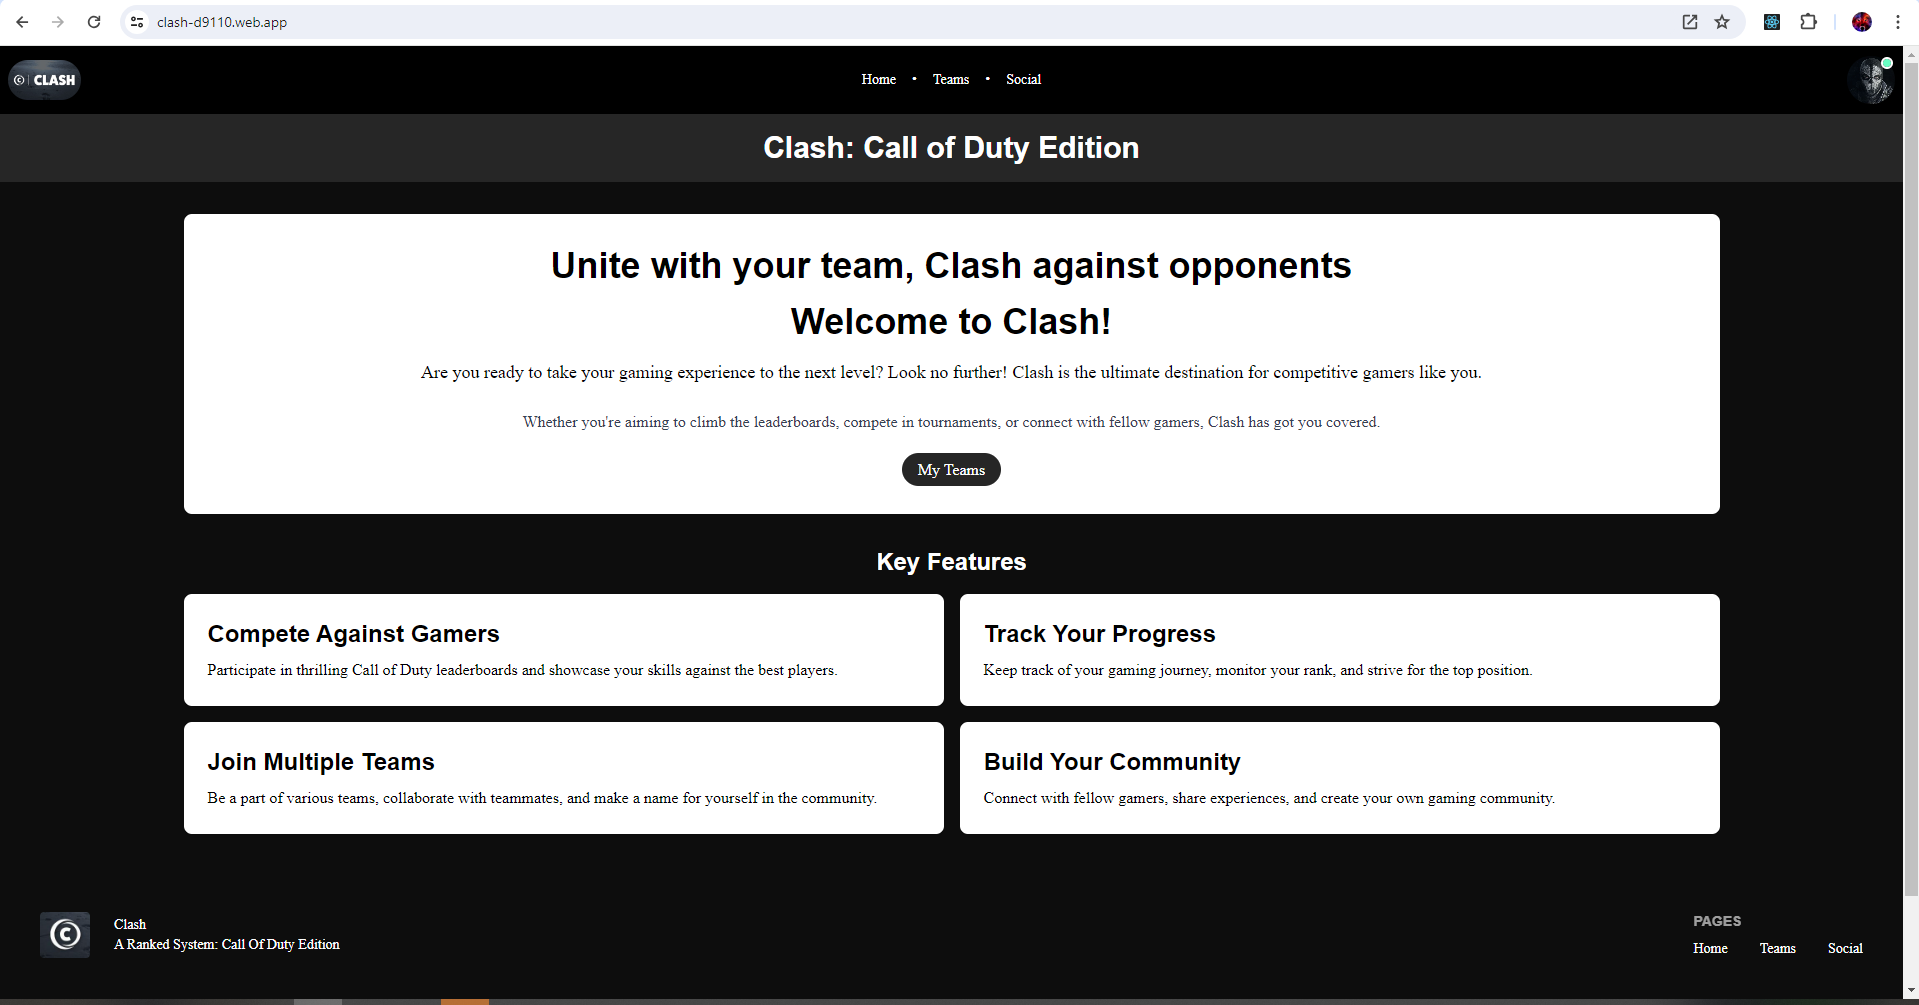 clash-d9110.web.app
© | CLASH
Home • Teams • Social
Clash: Call of Duty Edition
Unite with your team, Clash against opponents
Welcome to Clash!
Are you ready to take your gaming experience to the next level? Look no further! Clash is the ultimate destination for competitive gamers like you.
Whether you're aiming to climb the leaderboards, compete in tournaments, or connect with fellow gamers, Clash has got you covered.
My Teams
Key Features
Compete Against Gamers
Participate in thrilling Call of Duty leaderboards and showcase your skills against the best players.
Track Your Progress
Keep track of your gaming journey, monitor your rank, and strive for the top position.
Join Multiple Teams
Be a part of various teams, collaborate with teammates, and make a name for yourself in the community.
Build Your Community
Connect with fellow gamers, share experiences, and create your own gaming community.
©
Clash
A Ranked System: Call Of Duty Edition
PAGES
Home Teams Social